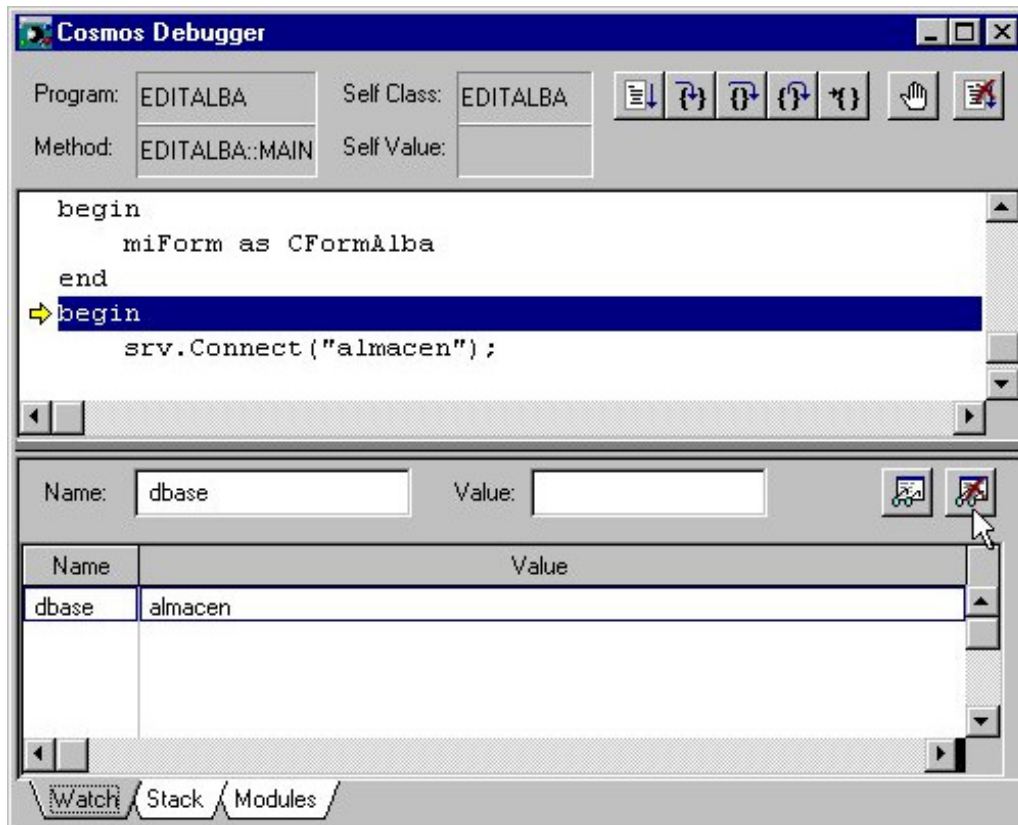 Cosmos Debugger
Program: EDITALBA Self Class: EDITALBA
Method: EDITALBA::MAIN Self Value:
begin
miForm as CFormAlba
end
begin
srv.Connect("almacen");
Name: dbase Value:
Name Value
dbase almacen
Watch Stack Modules